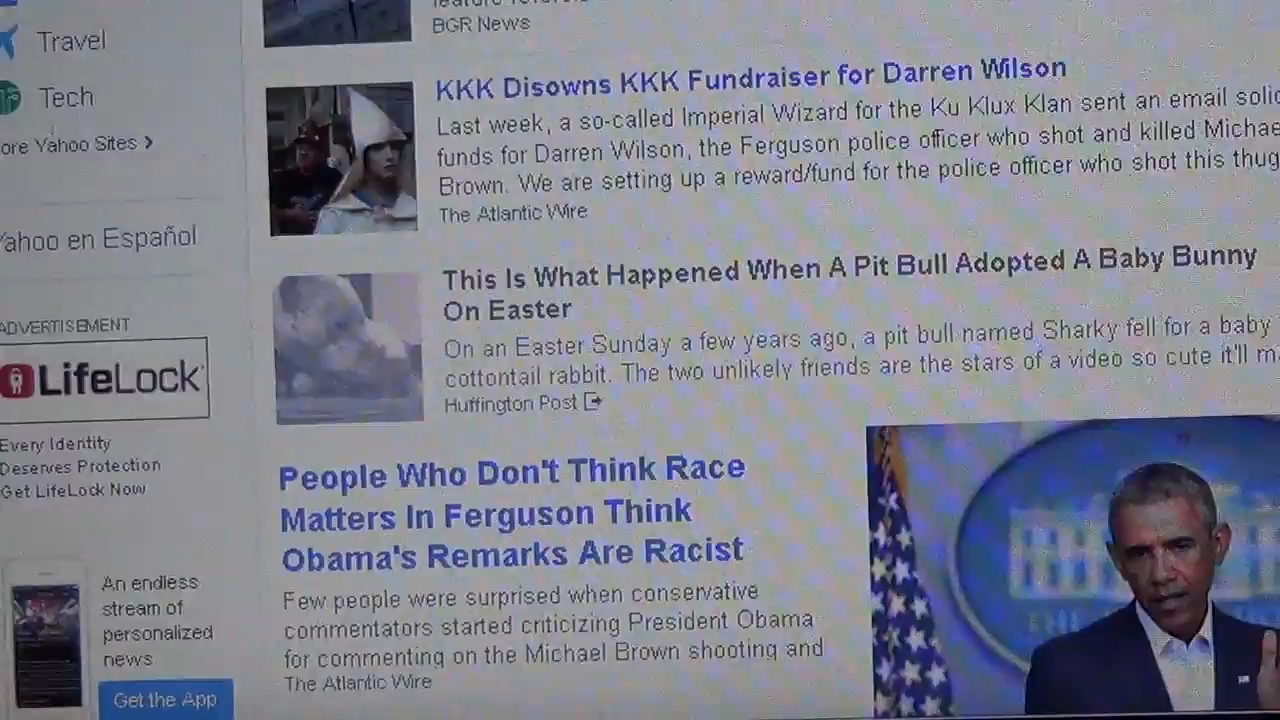 Travel
Tech
ore Yahoo Sites >
Yahoo en Español
ADVERTISEMENT
LifeLock
Every Identity
Deserves Protection
Get LifeLock Now
An endless
stream of
personalized
news
Get the App
BGR News
KKK Disowns KKK Fundraiser for Darren Wilson
Last week, a so-called Imperial Wizard for the Ku Klux Klan sent an email solic
funds for Darren Wilson, the Ferguson police officer who shot and killed Michae
Brown. We are setting up a reward/fund for the police officer who shot this thug
The Atlantic Wire
This Is What Happened When A Pit Bull Adopted A Baby Bunny
On Easter
On an Easter Sunday a few years ago, a pit bull named Sharky fell for a baby
cottontail rabbit. The two unlikely friends are the stars of a video so cute it'll m
Huffington Post
People Who Don't Think Race
Matters In Ferguson Think
Obama's Remarks Are Racist
Few people were surprised when conservative
commentators started criticizing President Obama
for commenting on the Michael Brown shooting and
The Atlantic Wire